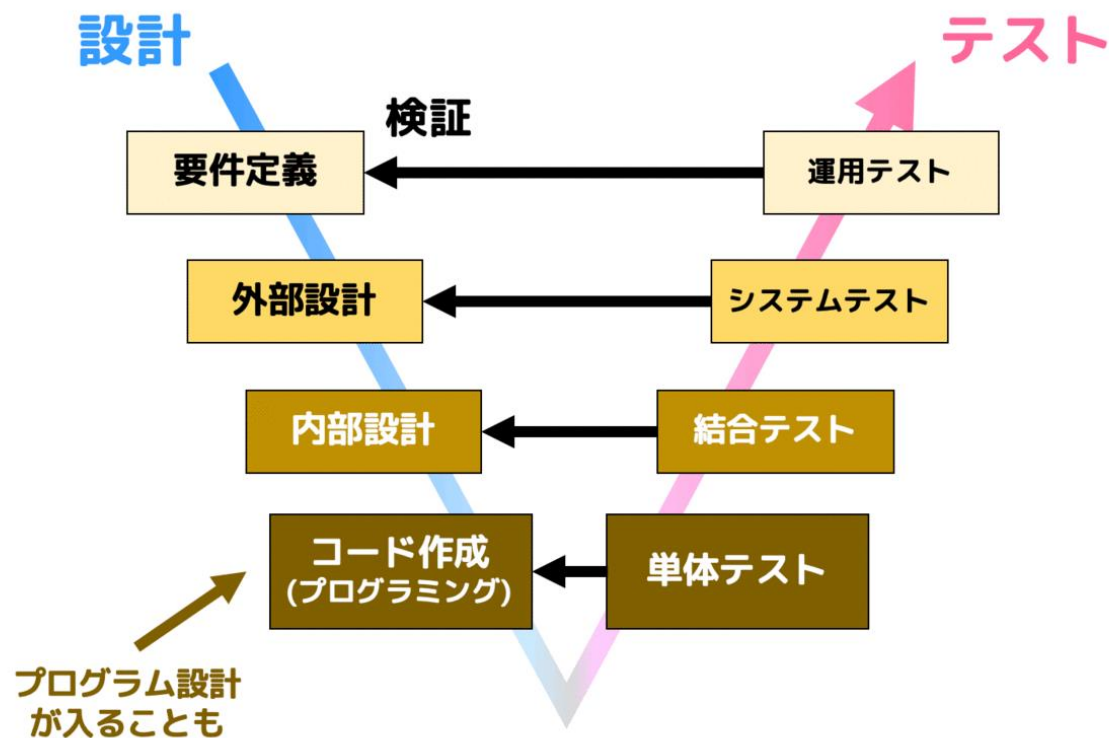 設計
テスト
検証
要件定義
運用テスト
外部設計
システムテスト
内部設計
結合テスト
コード作成
(プログラミング)
単体テスト
プログラム設計
が入ることも